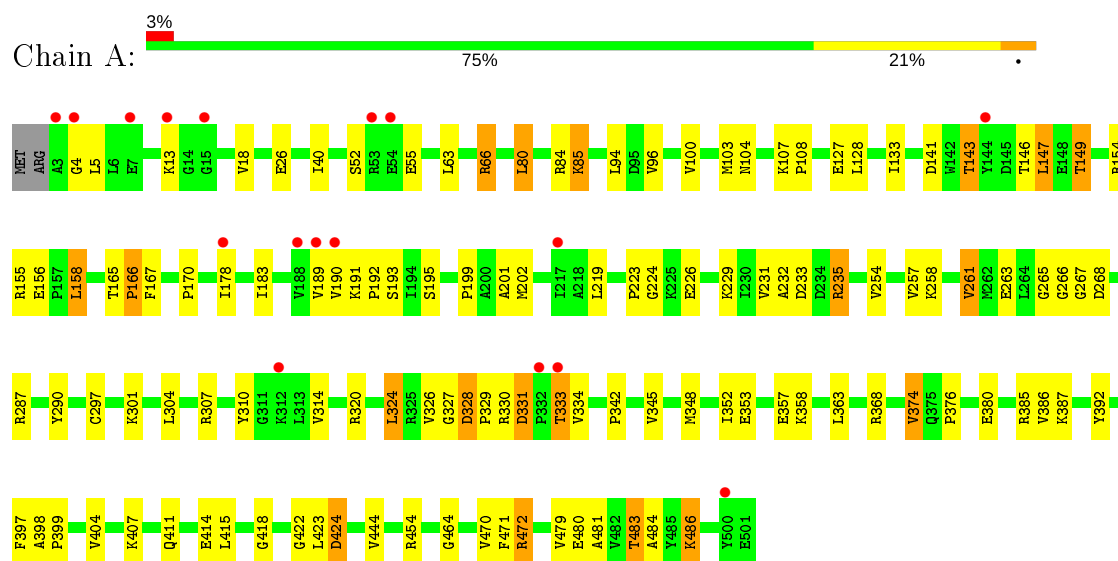 3%
Chain A:
75% 21% •
MET ARG A3 G4 L5 L6 E7 K13 G14 G15 V18 E26 I40 S52 R53 E54 E55 L63 R66 L80 R84 K85 L94 D95 V96 V100 M103 N104 K107 P108 E127 L128 I133 D141 W142 T143 Y144 D145 T146 L147 E148 T149 R154
R155 E156 P157 L158 T165 P166 F167 P170 I178 I183 V188 V189 V190 K191 P192 S193 I194 S195 P199 A200 A201 M202 I217 A218 L219 P223 G224 K225 E226 K229 I230 V231 A232 D233 D234 R235 V254 V257 K258 V261 M262 E263 L264 G265 G266 G267 D268
R287 Y290 C297 K301 L304 R307 Y310 G311 K312 L313 V314 R320 L324 R325 V326 G327 D328 P329 R330 D331 P332 T333 V334 P342 V345 M348 I352 E353 E357 K358 L363 R368 V374 Q375 P376 E380 R385 V386 K387 Y392
F397 A398 P399 V404 K407 Q411 E414 L415 G418 G422 L423 D424 V444 R454 G464 V470 F471 R472 V479 E480 A481 V482 T483 A484 Y485 K486 Y500 E501